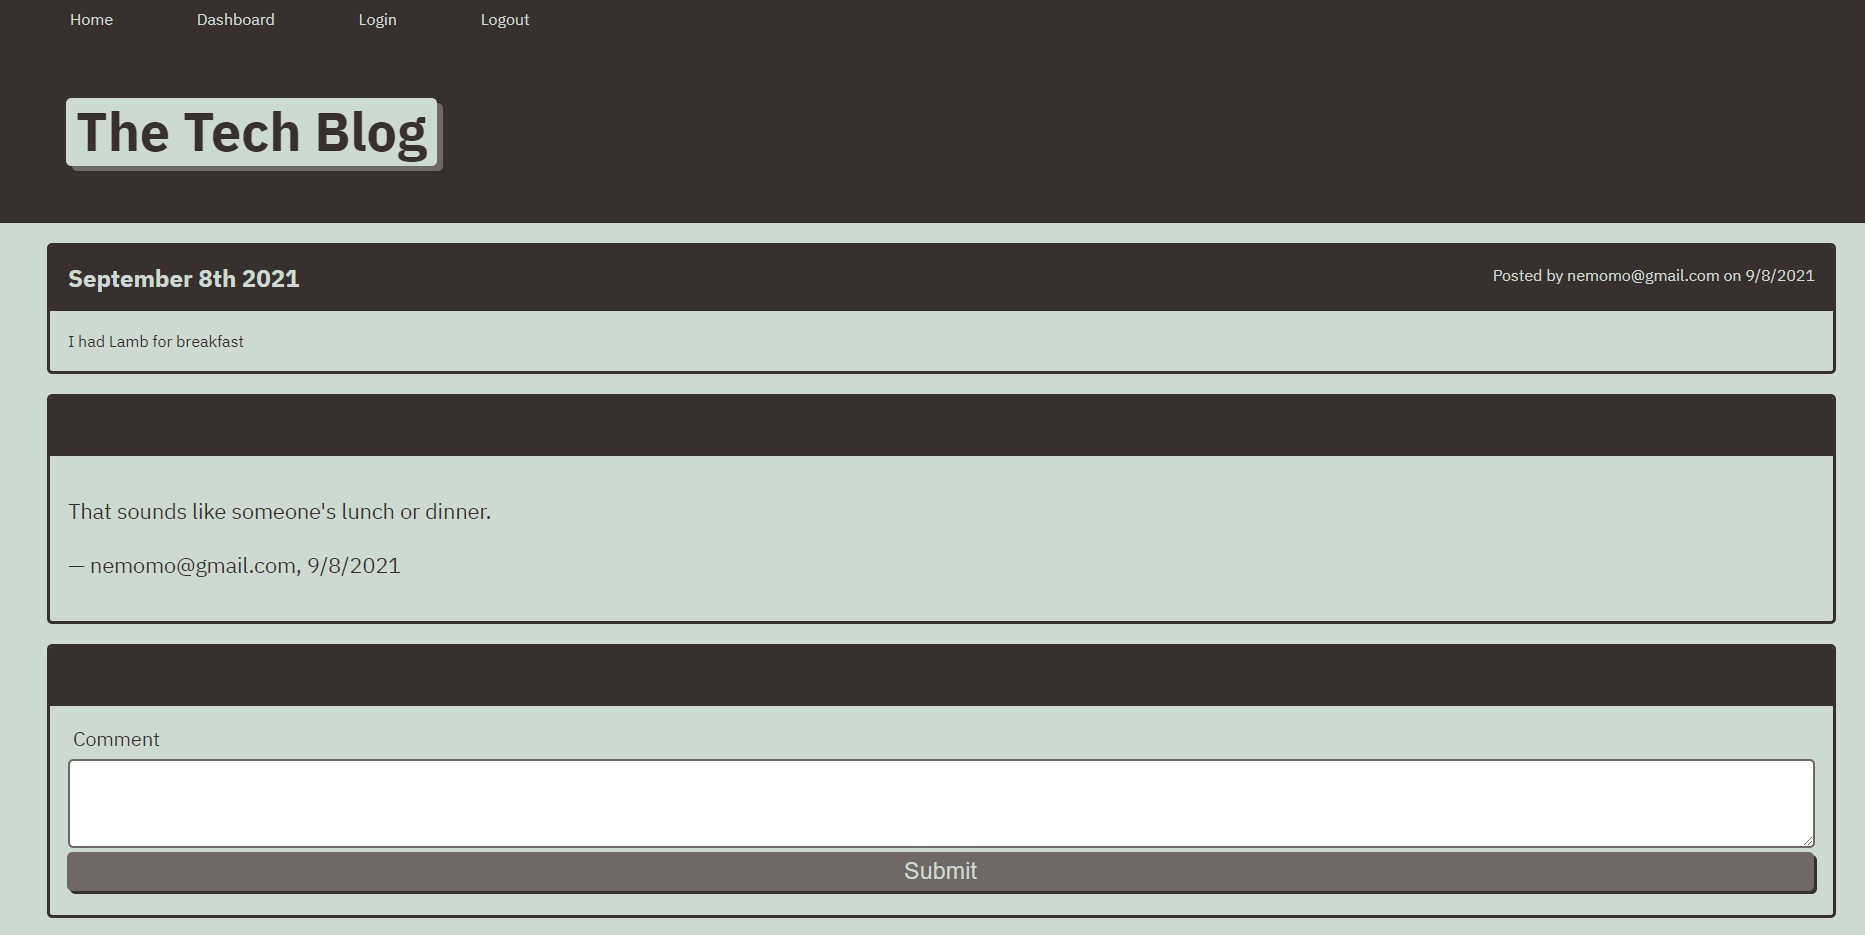 Home Dashboard Login Logout
The Tech Blog
September 8th 2021
Posted by nemomo@gmail.com on 9/8/2021
I had Lamb for breakfast
That sounds like someone's lunch or dinner.
— nemomo@gmail.com, 9/8/2021
Comment
Submit